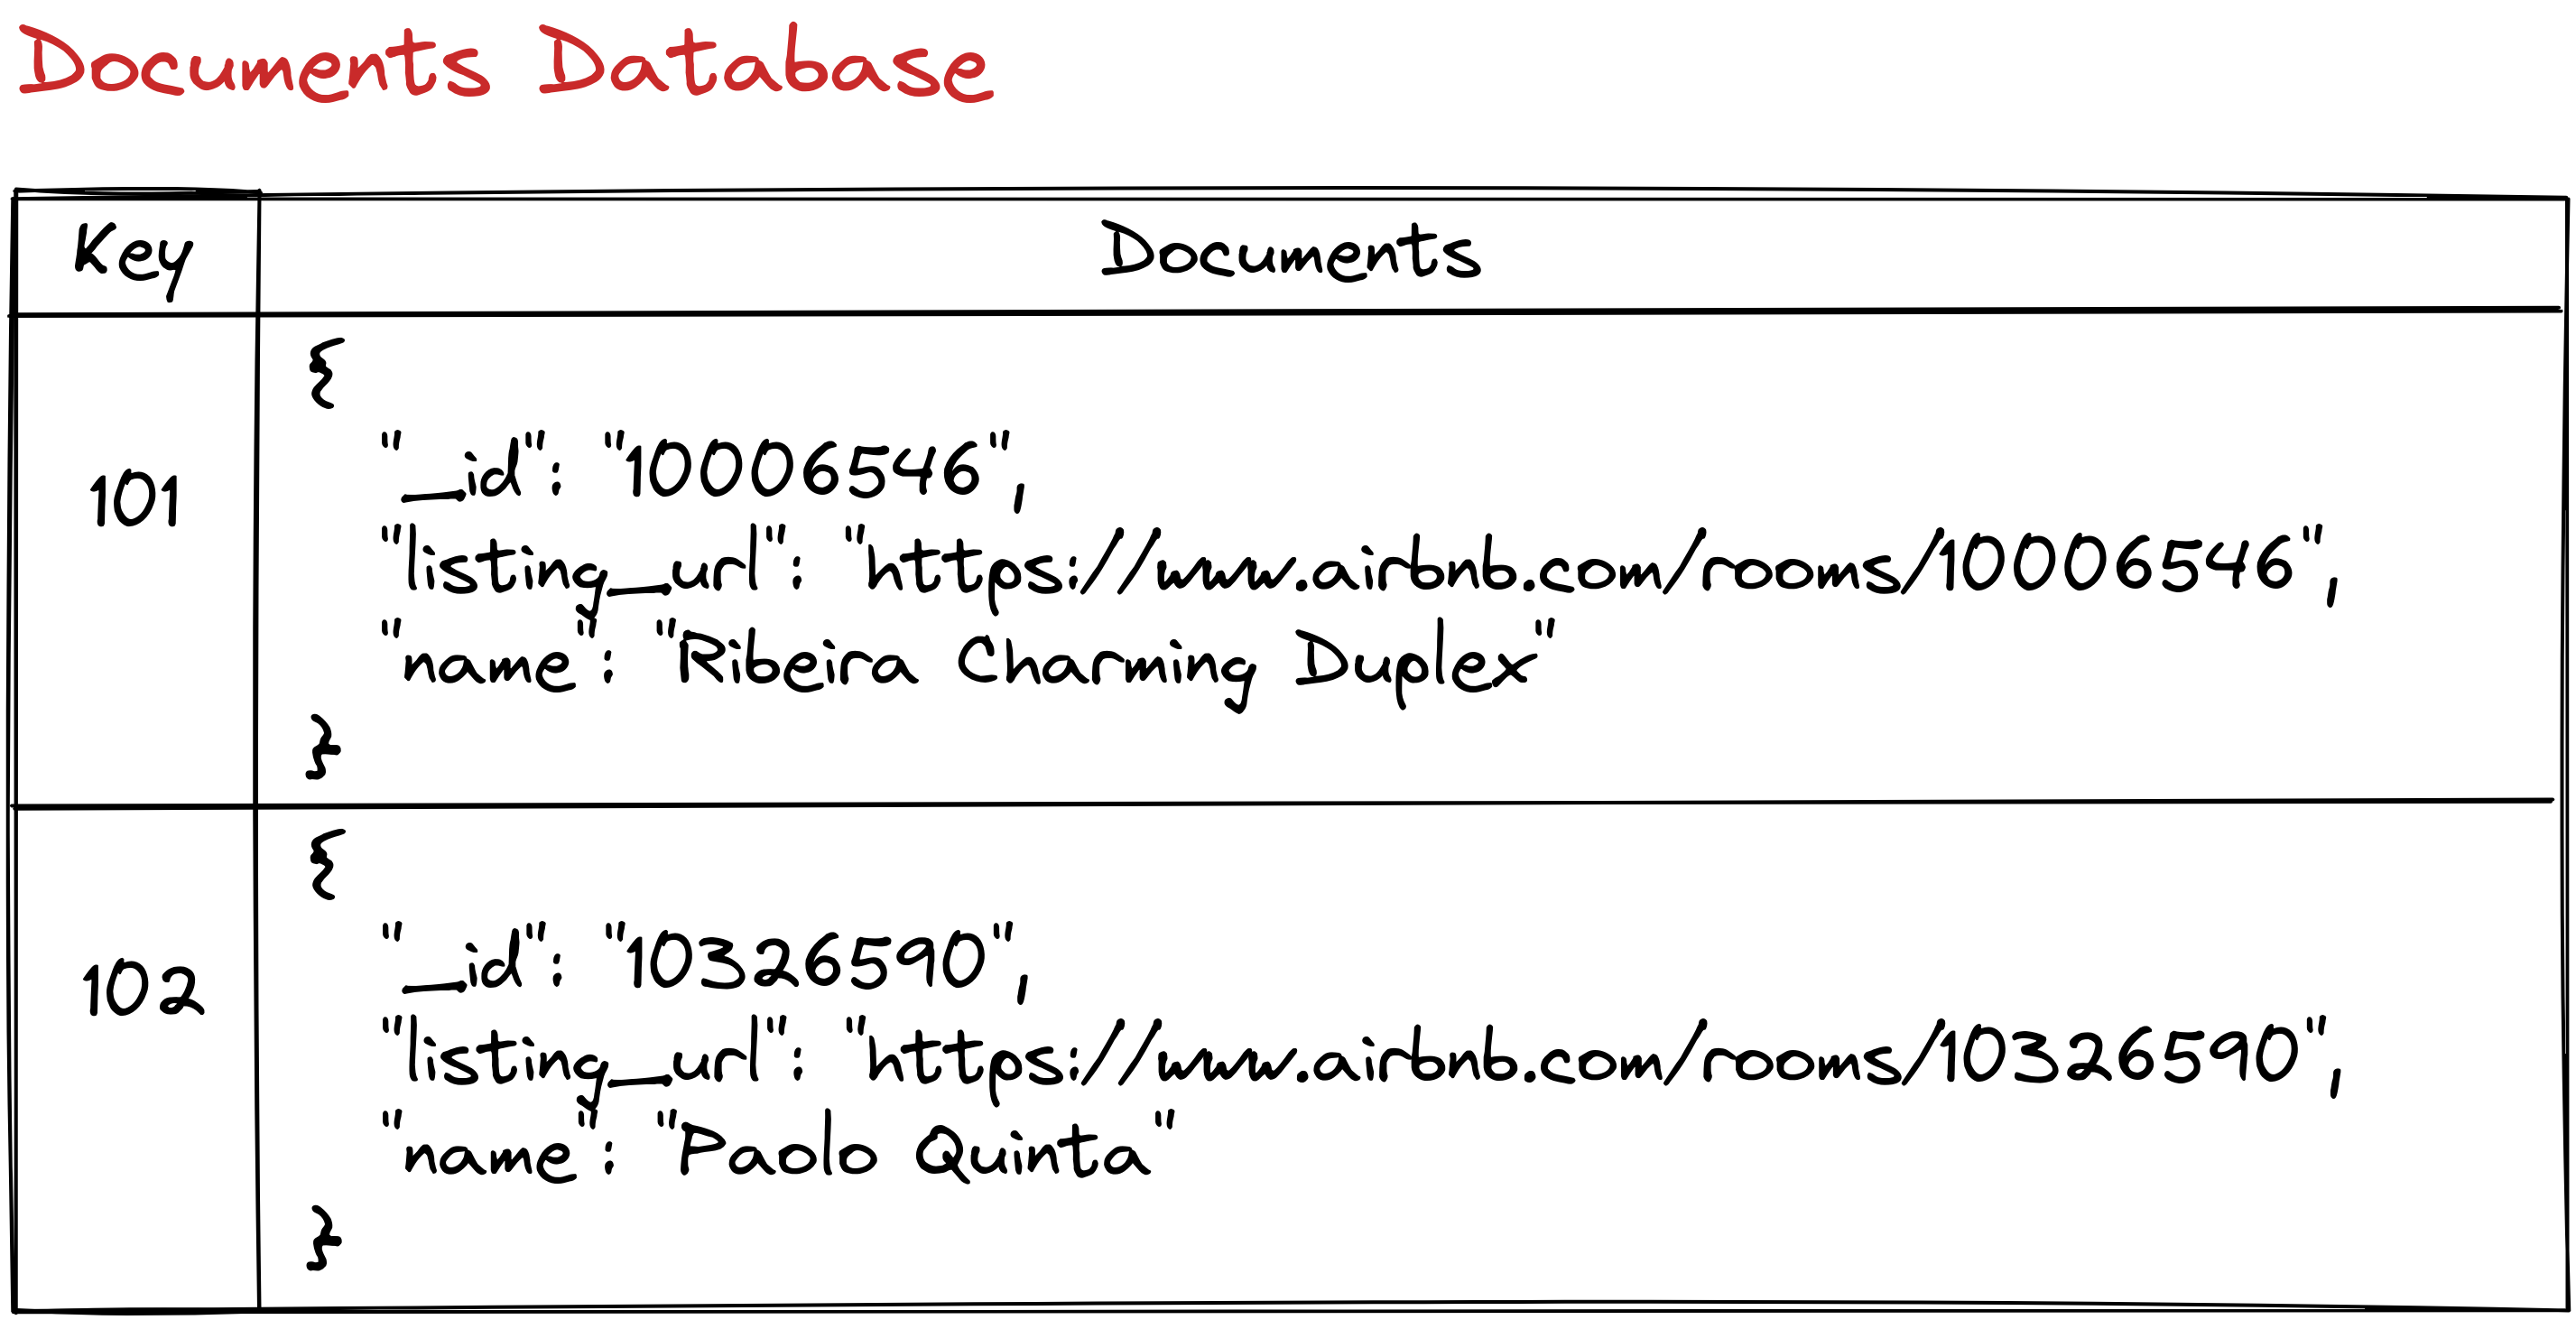 Documents Database
Key Documents
{
101
"_id": "10006546",
"listing_url": "https://www.airbnb.com/rooms/10006546",
"name": "Ribeira Charming Duplex"
}
{
102
"_id": "10326590",
"listing_url": "https://www.airbnb.com/rooms/10326590",
"name": "Paolo Quinta"
}